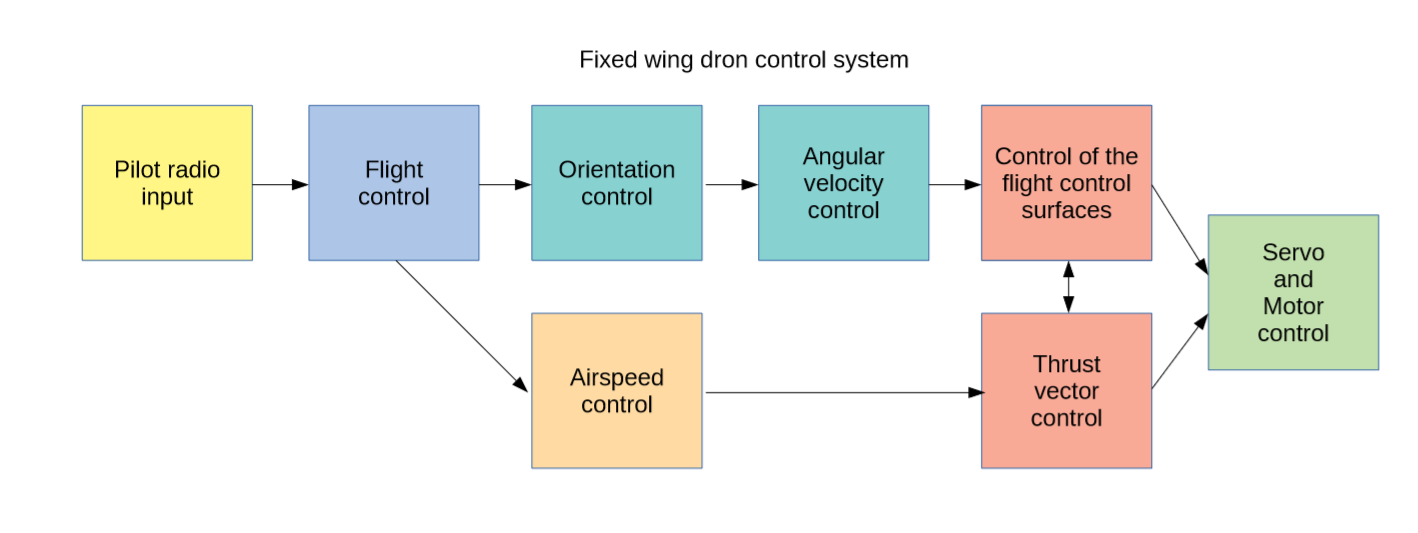 Fixed wing dron control system
Pilot radio
input
Flight
control
Orientation
control
Angular
velocity
control
Control of the
flight control
surfaces
Servo
and
Motor
control
Airspeed
control
Thrust
vector
control